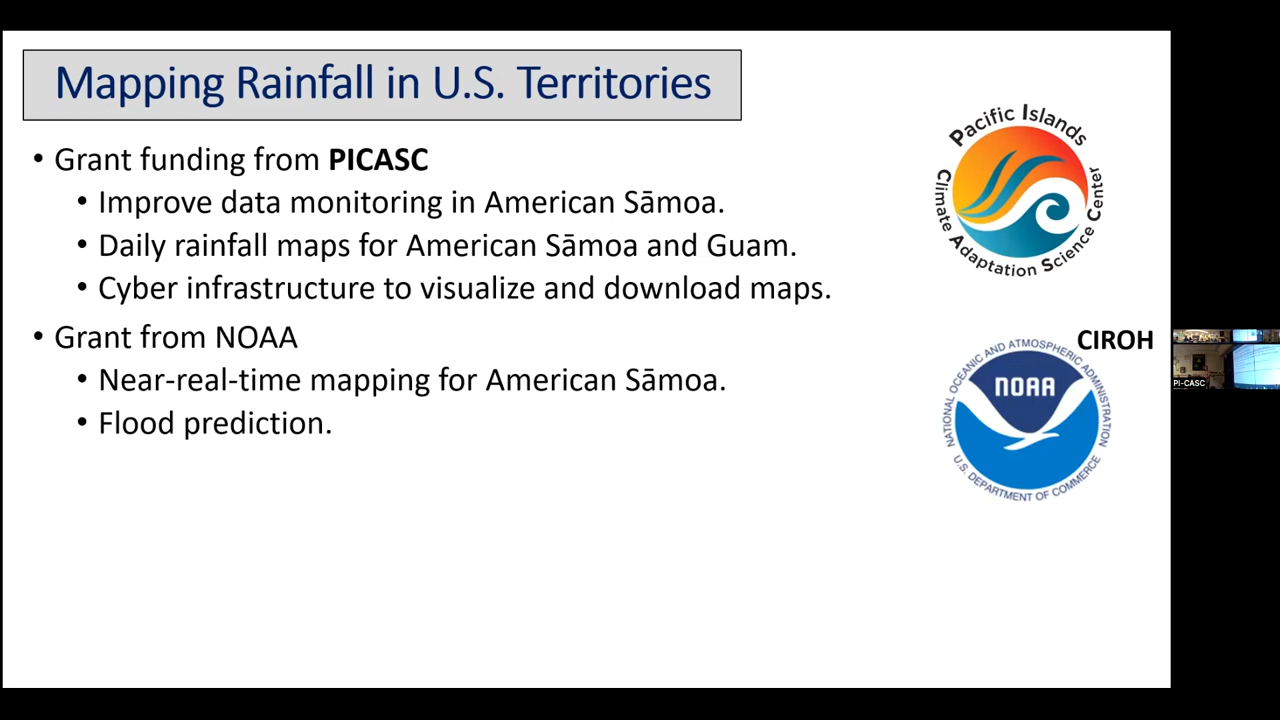 Mapping Rainfall in U.S. Territories
• Grant funding from PICASC
• Improve data monitoring in American Sāmoa.
• Daily rainfall maps for American Sāmoa and Guam.
• Cyber infrastructure to visualize and download maps.
• Grant from NOAA
• Near-real-time mapping for American Sāmoa.
• Flood prediction.
Pacific Islands
Climate Adaptation Science Center
CIROH
NATIONAL OCEANIC AND ATMOSPHERIC ADMINISTRATION
NOAA
U.S. DEPARTMENT OF COMMERCE
PI-CASC